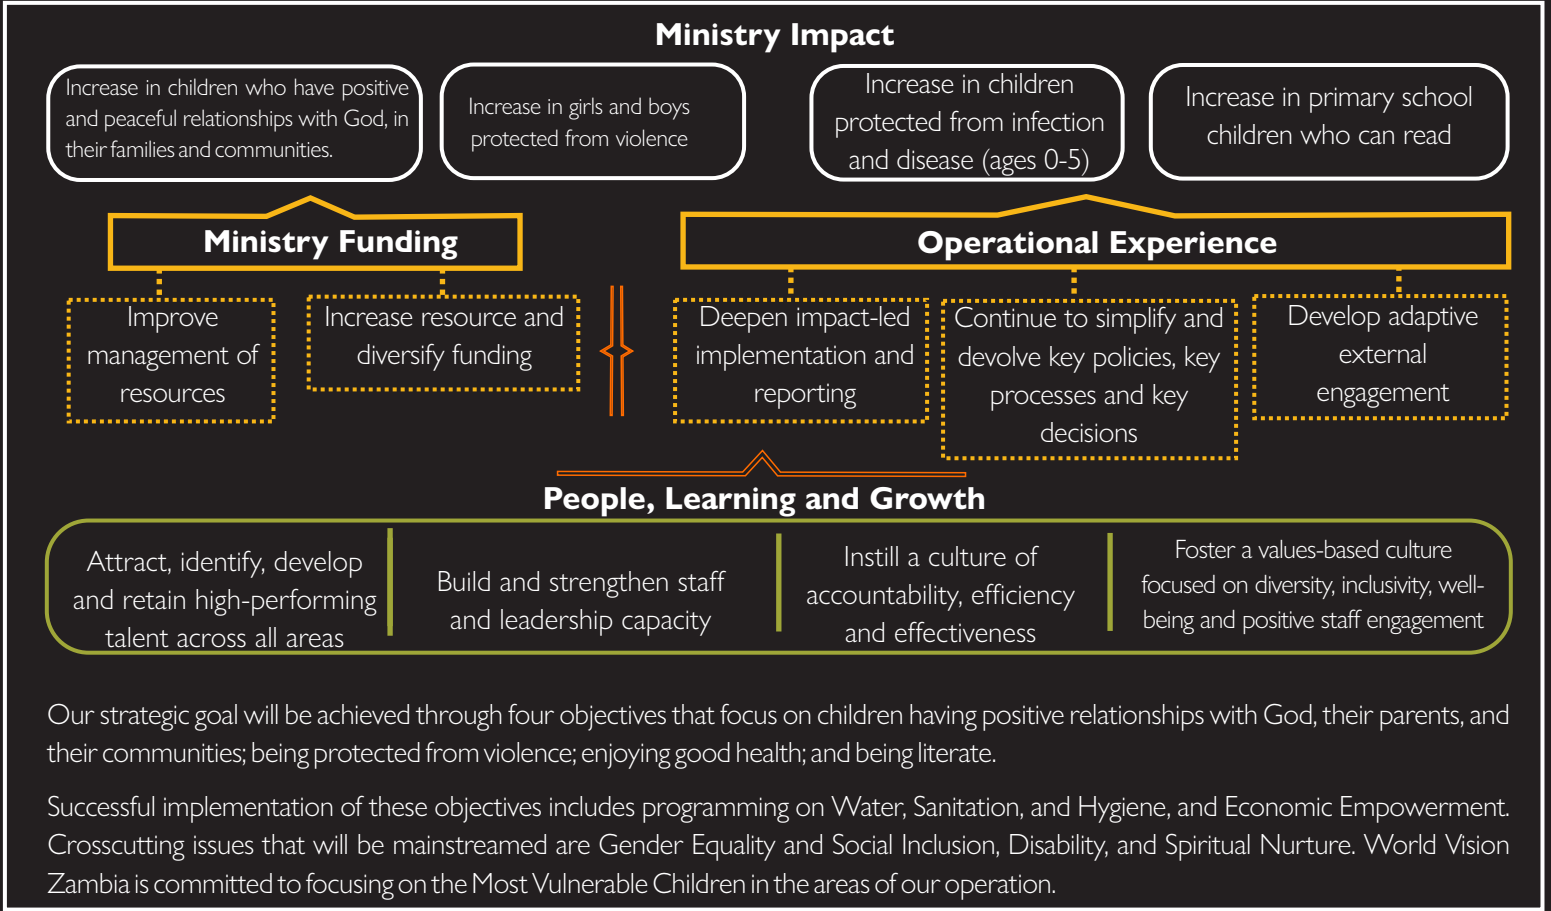 Ministry Impact
Increase in children who have positive
and peaceful relationships with God, in
their families and communities.
Increase in girls and boys
protected from violence
Increase in children
protected from infection
and disease (ages 0-5)
Increase in primary school
children who can read
Ministry Funding
Improve
management of
resources
Increase resource and
diversify funding
Operational Experience
Deepen impact-led
implementation and
reporting
Continue to simplify and
devolve key policies, key
processes and key
decisions
Develop adaptive
external
engagement
People, Learning and Growth
Attract, identify, develop
and retain high-performing
talent across all areas
Build and strengthen staff
and leadership capacity
Instill a culture of
accountability, efficiency
and effectiveness
Foster a values-based culture
focused on diversity, inclusivity, well-
being and positive staff engagement
Our strategic goal will be achieved through four objectives that focus on children having positive relationships with God, their parents, and
their communities; being protected from violence; enjoying good health; and being literate.
Successful implementation of these objectives includes programming on Water, Sanitation, and Hygiene, and Economic Empowerment.
Crosscutting issues that will be mainstreamed are Gender Equality and Social Inclusion, Disability, and Spiritual Nurture. World Vision
Zambia is committed to focusing on the Most Vulnerable Children in the areas of our operation.